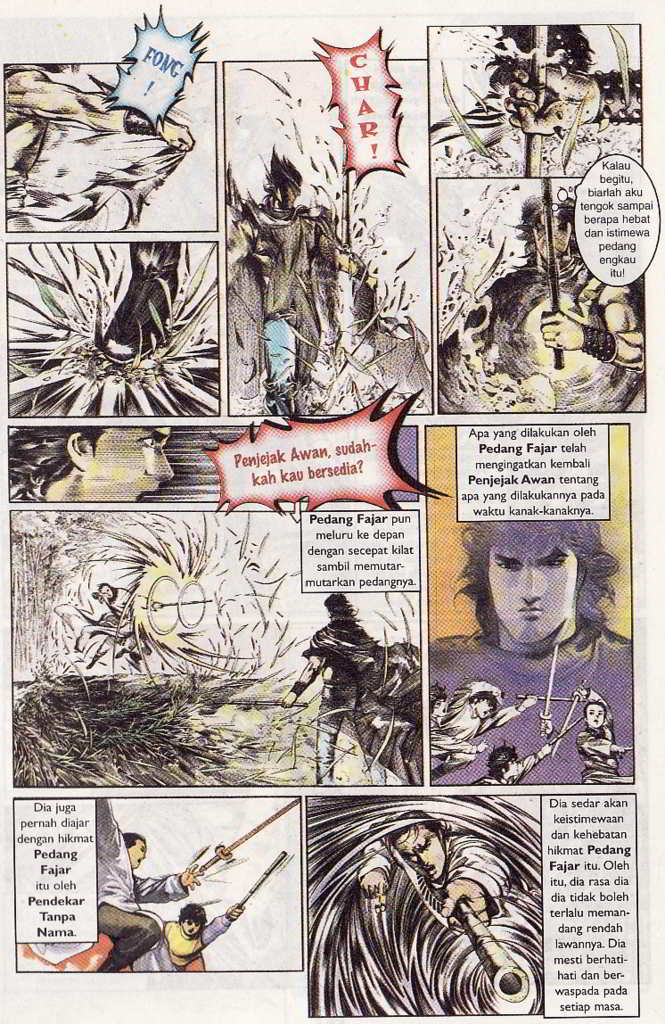 FONG
!
CHAR!
Kalau
begitu,
biarlah aku
tengok sampai
berapa hebat
dan istimewa
pedang
engkau
itu!
Penjejak Awan, sudah-
kah kau bersedia?
Apa yang dilakukan oleh
Pedang Fajar telah
mengingatkan kembali
Penjejak Awan tentang
apa yang dilakukannya pada
waktu kanak-kanaknya.
Pedang Fajar pun
meluru ke depan
dengan secepat kilat
sambil memutar-
mutarkan pedangnya.
Dia juga
pernah diajar
dengan hikmat
Pedang
Fajar
itu oleh
Pendekar
Tanpa
Nama.
Dia sedar akan
keistimewaan
dan kehebatan
hikmat Pedang
Fajar itu. Oleh
itu, dia rasa dia
dia tidak boleh
terlalu meman-
dang rendah
lawannya. Dia
mesti berhati-
hati dan ber-
waspada pada
setiap masa.